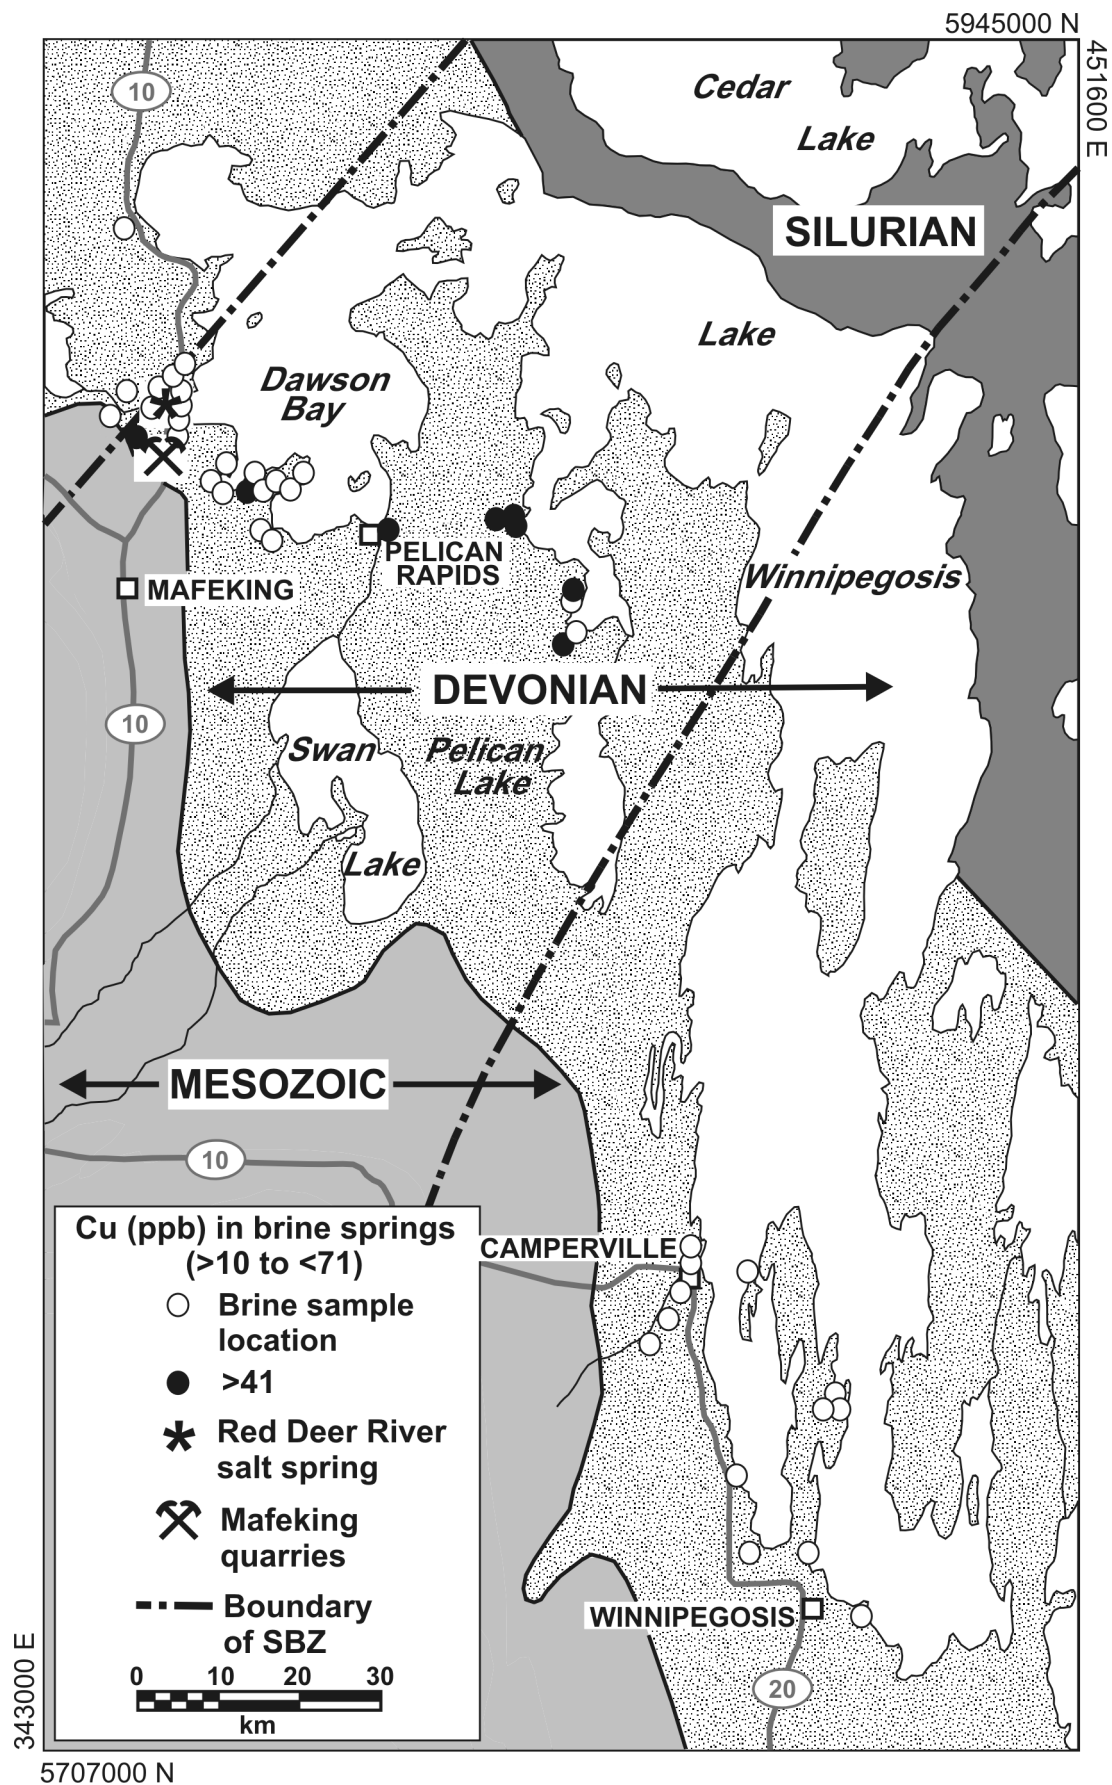 5945000 N
451600 E
10
Cedar
Lake
SILURIAN
Lake
Dawson
Bay
PELICAN
RAPIDS
MAFEKING
Winnipegosis
DEVONIAN
10
Swan
Pelican
Lake
Lake
MESOZOIC
10
Cu (ppb) in brine springs
(>10 to <71)
Brine sample
location
>41
Red Deer River
salt spring
Mafeking
quarries
Boundary
of SBZ
0 10 20 30
km
CAMPERVILLE
WINNIPEGOSIS
20
343000 E
5707000 N